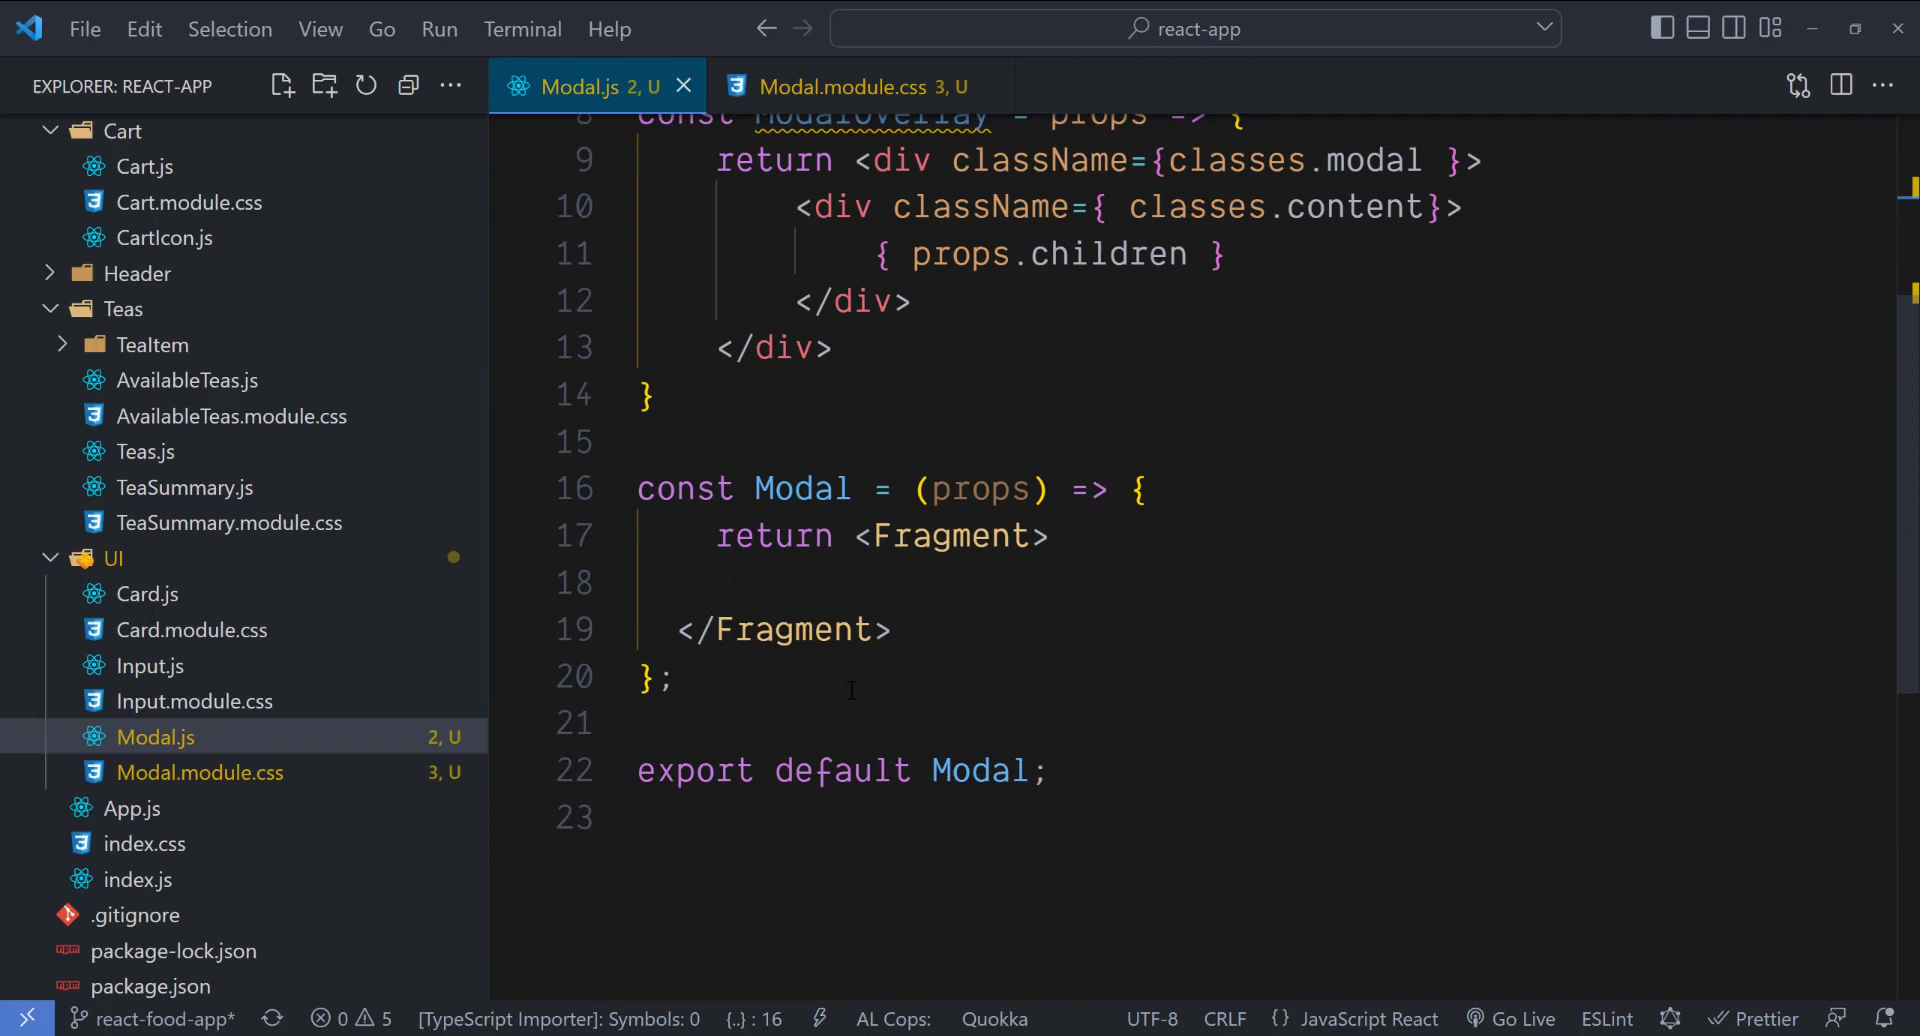 File Edit Selection View Go Run Terminal Help react-app
EXPLORER: REACT-APP
Modal.js 2, U
Modal.module.css 3, U
Cart
Cart.js
Cart.module.css
CartIcon.js
Header
Teas
TeaItem
AvailableTeas.js
AvailableTeas.module.css
Teas.js
TeaSummary.js
TeaSummary.module.css
UI
Card.js
Card.module.css
Input.js
Input.module.css
Modal.js 2, U
Modal.module.css 3, U
App.js
index.css
index.js
.gitignore
package-lock.json
package.json
8 const ModalOverlay = props => {
9 return <div className={classes.modal }>
10 <div className={ classes.content}>
11 { props.children }
12 </div>
13 </div>
14 }
15
16 const Modal = (props) => {
17 return <Fragment>
18
19 </Fragment>
20 };
21
22 export default Modal;
23
react-food-app* 0 5 [TypeScript Importer]: Symbols: 0 {..} : 16 AL Cops: Quokka UTF-8 CRLF {} JavaScript React Go Live ESLint Prettier